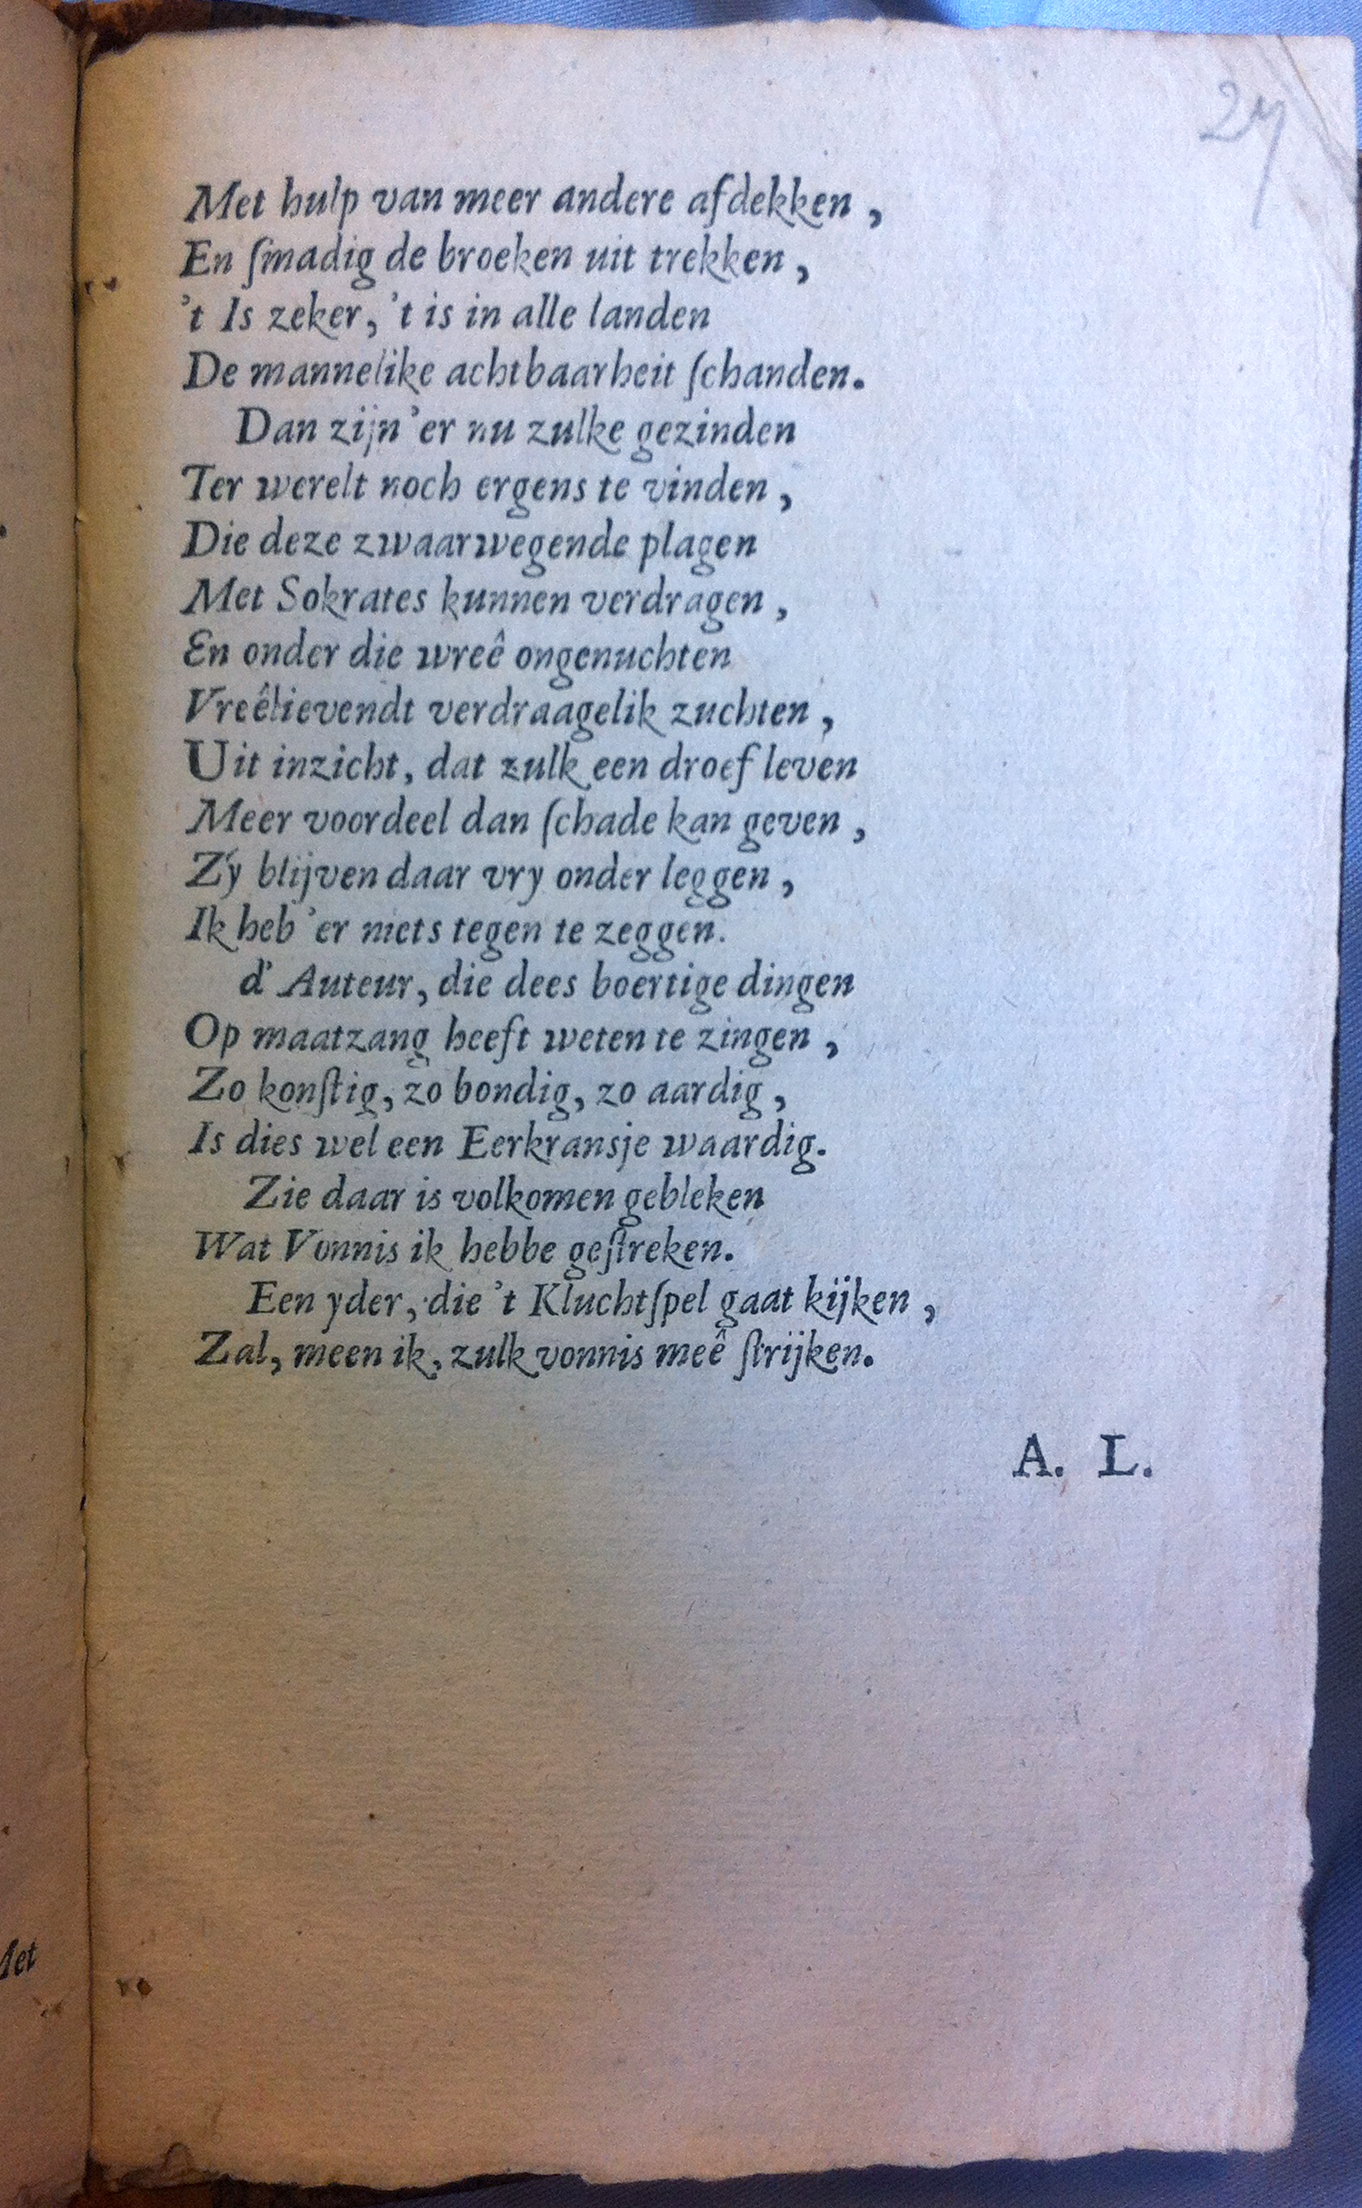 27
Met hulp van meer andere afdekken,
En ſmadig de broeken uit trekken,
't Is zeker, 't is in alle landen
De mannelike achtbaarheit ſchanden.
Dan zijn 'er nu zulke gezinden
Ter werelt noch ergens te vinden,
Die deze zwaarwegende plagen
Met Sokrates kunnen verdragen,
En onder die wreê ongenuchten
Vreêlievendt verdraagelik zuchten,
Uit inzicht, dat zulk een droef leven
Meer voordeel dan ſchade kan geven,
Zy blijven daar vry onder leggen,
Ik heb 'er niets tegen te zeggen.
d' Auteur, die dees boertige dingen
Op maatzang heeft weten te zingen,
Zo konſtig, zo bondig, zo aardig,
Is dies wel een Eerkransje waardig.
Zie daar is volkomen gebleken
Wat Vonnis ik hebbe geſtreken.
Een yder, die 't Kluchtſpel gaat kijken,
Zal, meen ik, zulk vonnis meê ſtrijken.
A. L.